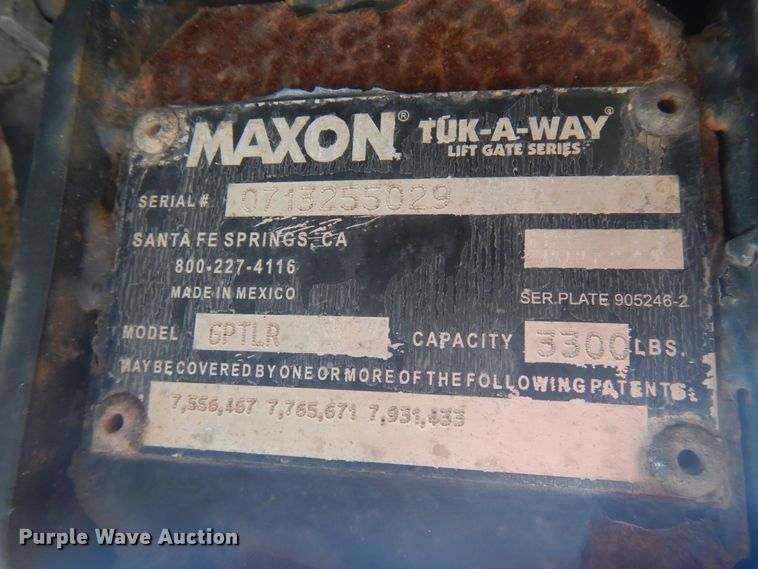 MAXON® TUK-A-WAY®
LIFT GATE SERIES
SERIAL # 0713255029
SANTA FE SPRINGS, CA
800-227-4116
MADE IN MEXICO
SER. PLATE 905246-2
MODEL GPTLR CAPACITY 3300 LBS.
MAY BE COVERED BY ONE OR MORE OF THE FOLLOWING PATENTS
7,556,467 7,765,671 7,931,433
Purple Wave Auction